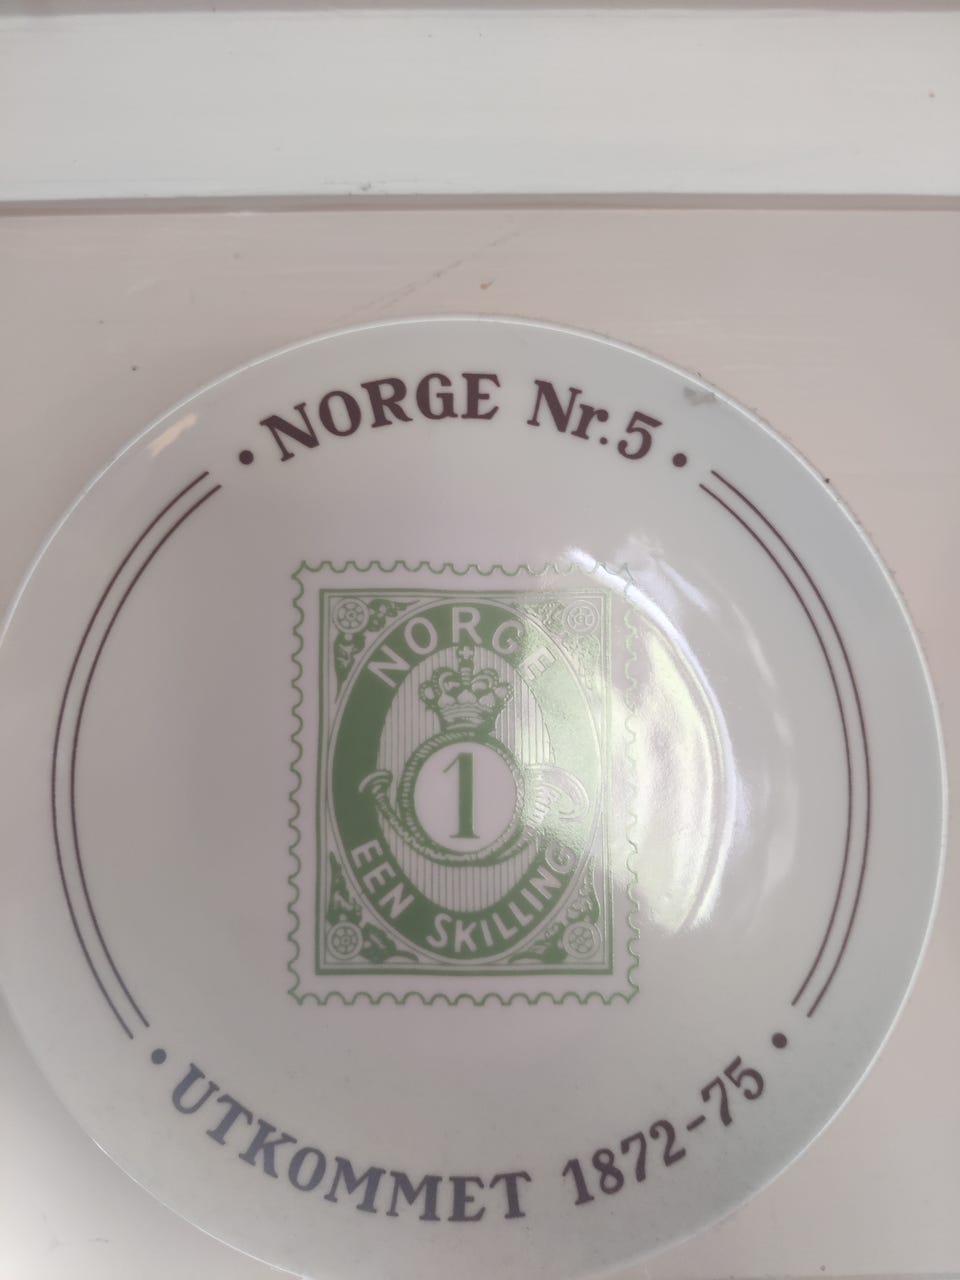 • NORGE Nr. 5 •
NORGE
1
EEN SKILLING
• UTKOMMET 1872-75 •